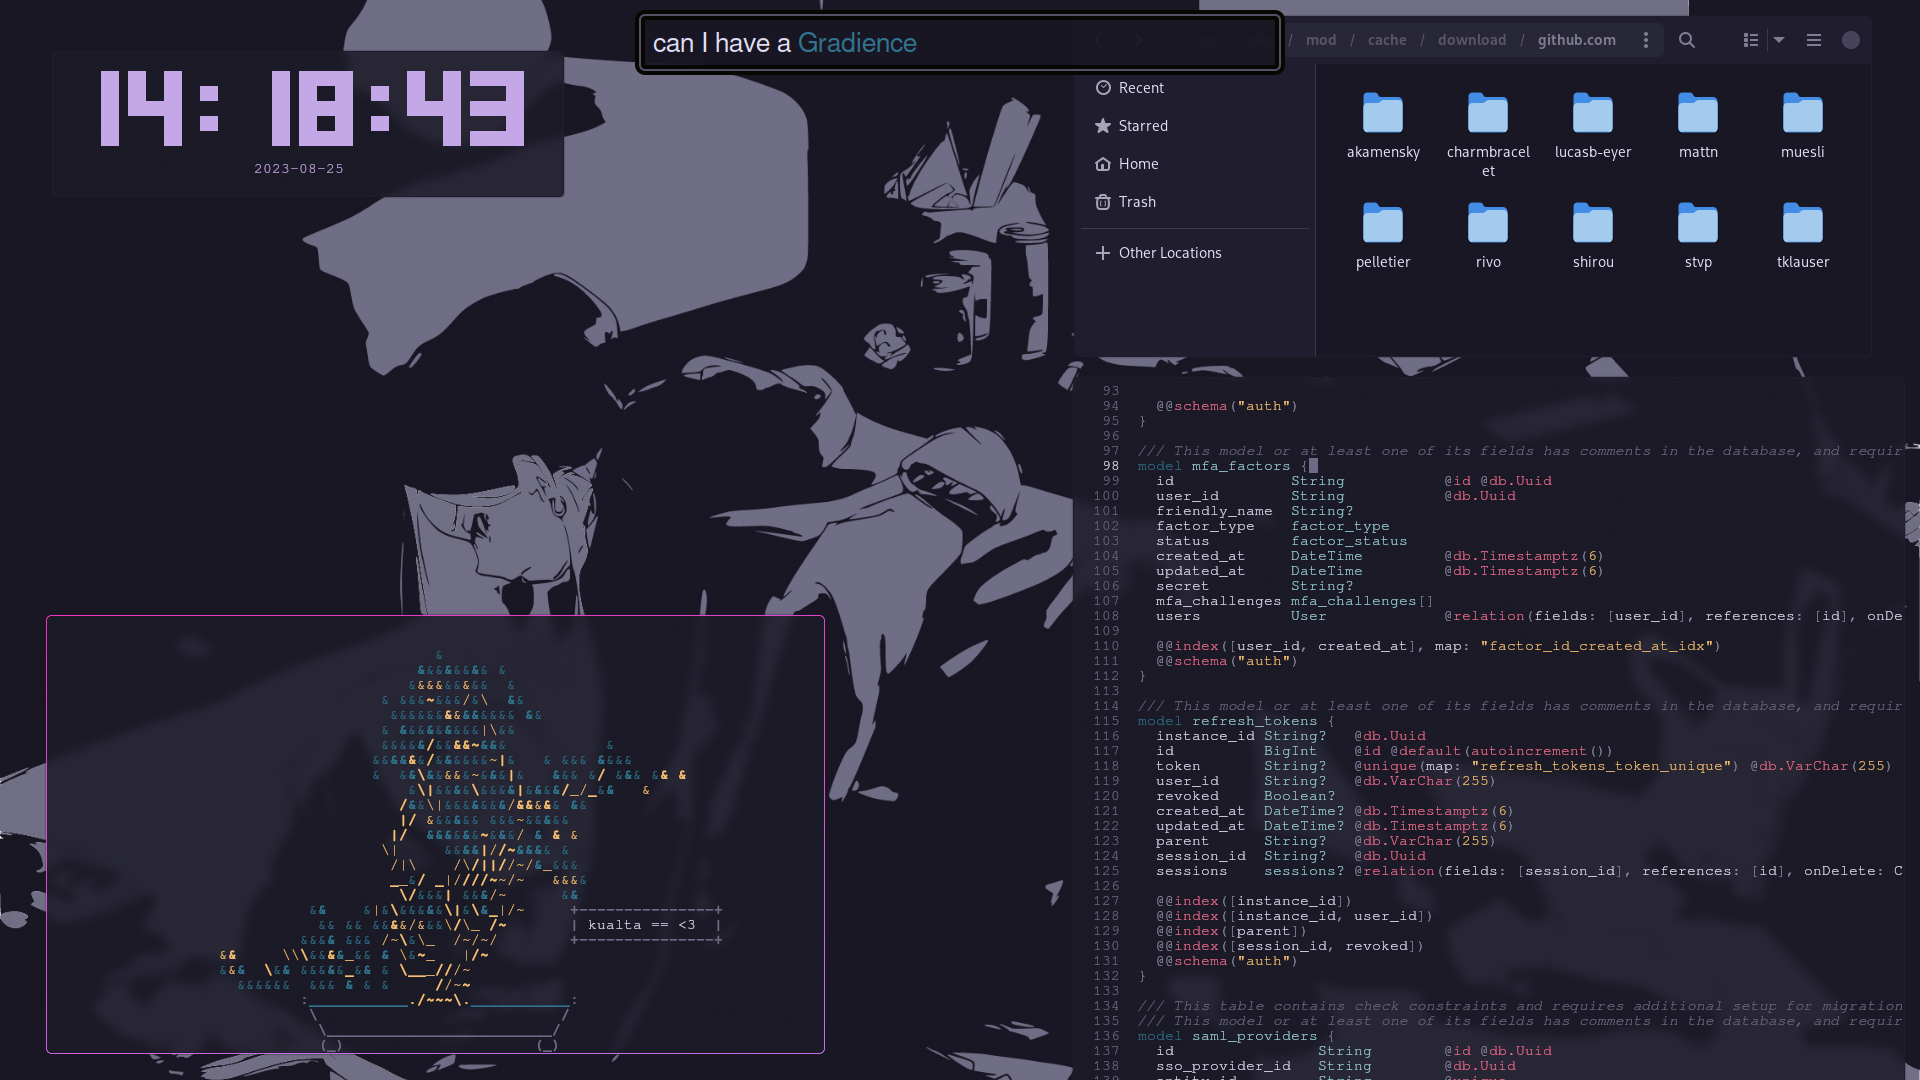 can I have a Gradience
14:18:43
2023-08-25
/ mod / cache / download / github.com
Recent
Starred
Home
Trash
Other Locations
akamensky
charmbracelet
lucasb-eyer
mattn
muesli
pelletier
rivo
shirou
stvp
tklauser
| kualta == <3 |
93
94 @@schema("auth")
95 }
96
97 /// This model or at least one of its fields has comments in the database, and requir
98 model mfa_factors {
99 id String @id @db.Uuid
100 user_id String @db.Uuid
101 friendly_name String?
102 factor_type factor_type
103 status factor_status
104 created_at DateTime @db.Timestamptz(6)
105 updated_at DateTime @db.Timestamptz(6)
106 secret String?
107 mfa_challenges mfa_challenges[]
108 users User @relation(fields: [user_id], references: [id], onDe
109
110 @@index([user_id, created_at], map: "factor_id_created_at_idx")
111 @@schema("auth")
112 }
113
114 /// This model or at least one of its fields has comments in the database, and requir
115 model refresh_tokens {
116 instance_id String? @db.Uuid
117 id BigInt @id @default(autoincrement())
118 token String? @unique(map: "refresh_tokens_token_unique") @db.VarChar(255)
119 user_id String? @db.VarChar(255)
120 revoked Boolean?
121 created_at DateTime? @db.Timestamptz(6)
122 updated_at DateTime? @db.Timestamptz(6)
123 parent String? @db.VarChar(255)
124 session_id String? @db.Uuid
125 sessions sessions? @relation(fields: [session_id], references: [id], onDelete: C
126
127 @@index([instance_id])
128 @@index([instance_id, user_id])
129 @@index([parent])
130 @@index([session_id, revoked])
131 @@schema("auth")
132 }
133
134 /// This table contains check constraints and requires additional setup for migration
135 /// This model or at least one of its fields has comments in the database, and requir
136 model saml_providers {
137 id String @id @db.Uuid
138 sso_provider_id String @db.Uuid